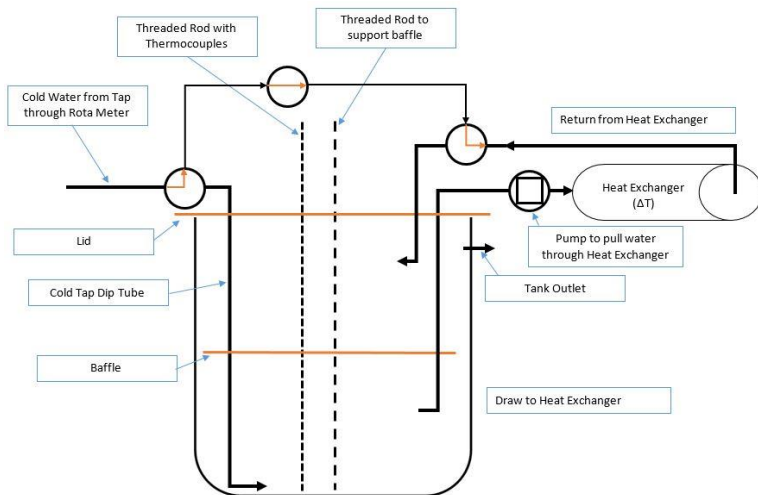 Threaded Rod with
Thermocouples
Threaded Rod to
support baffle
Cold Water from Tap
through Rota Meter
Return from Heat Exchanger
Heat Exchanger
(ΔT)
Lid
Pump to pull water
through Heat Exchanger
Cold Tap Dip Tube
Tank Outlet
Baffle
Draw to Heat Exchanger